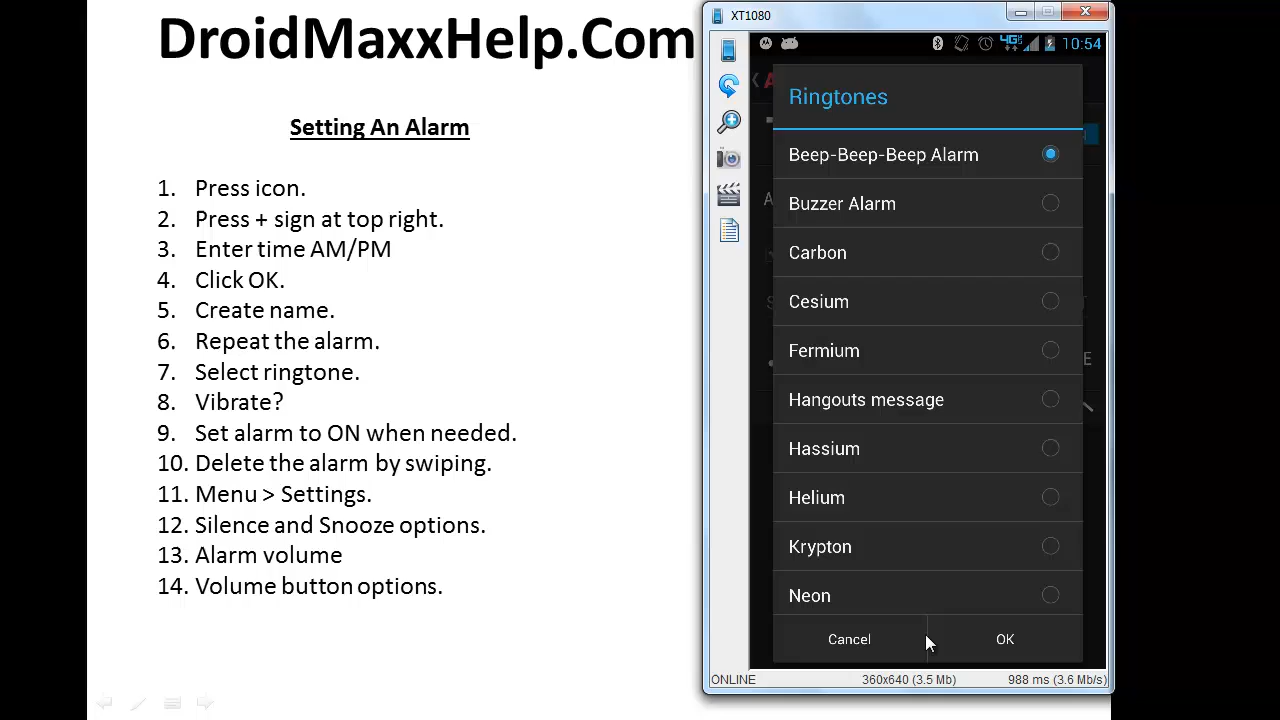 DroidMaxxHelp.Com
Setting An Alarm
1. Press icon.
2. Press + sign at top right.
3. Enter time AM/PM
4. Click OK.
5. Create name.
6. Repeat the alarm.
7. Select ringtone.
8. Vibrate?
9. Set alarm to ON when needed.
10. Delete the alarm by swiping.
11. Menu > Settings.
12. Silence and Snooze options.
13. Alarm volume
14. Volume button options.
XT1080
4G 10:54
Ringtones
Beep-Beep-Beep Alarm
Buzzer Alarm
Carbon
Cesium
Fermium
Hangouts message
Hassium
Helium
Krypton
Neon
Cancel OK
ONLINE 360x640 (3.5 Mb) 988 ms (3.6 Mb/s)